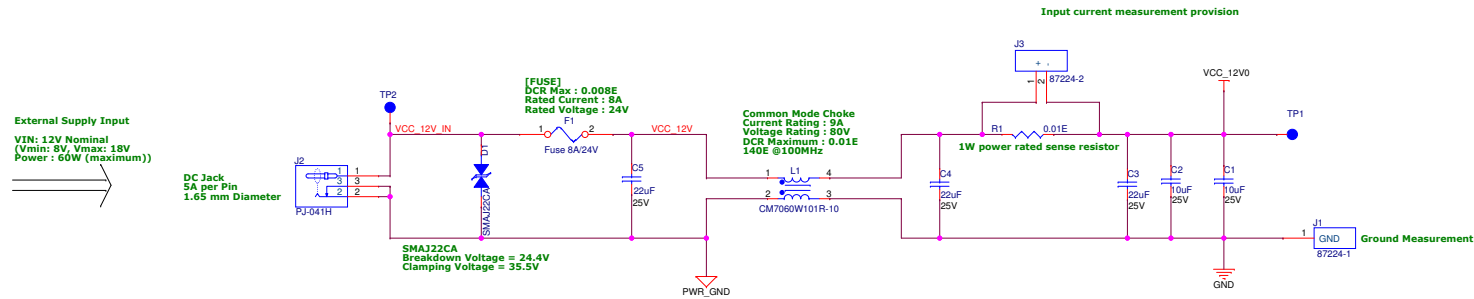 Input current measurement provision
J3
+ -
1
2
87224-2
VCC_12V0
TP1
External Supply Input
VIN: 12V Nominal
(Vmin: 8V, Vmax: 18V
Power : 60W (maximum))
DC Jack
5A per Pin
1.65 mm Diameter
J2
1
3
2
1
3
2
PJ-041H
TP2
VCC_12V_IN
D1
SMAJ22CA
SMAJ22CA
Breakdown Voltage = 24.4V
Clamping Voltage = 35.5V
[FUSE]
DCR Max : 0.008E
Rated Current : 8A
Rated Voltage : 24V
F1
1
2
Fuse 8A/24V
VCC_12V
C5
22uF
25V
PWR_GND
Common Mode Choke
Current Rating : 9A
Voltage Rating : 80V
DCR Maximum : 0.01E
140E @100MHz
L1
1
4
2
3
CM7060W101R-10
C4
22uF
25V
R1
0.01E
1W power rated sense resistor
C3
22uF
25V
C2
10uF
25V
C1
10uF
25V
GND
J1
1
GND
87224-1
Ground Measurement